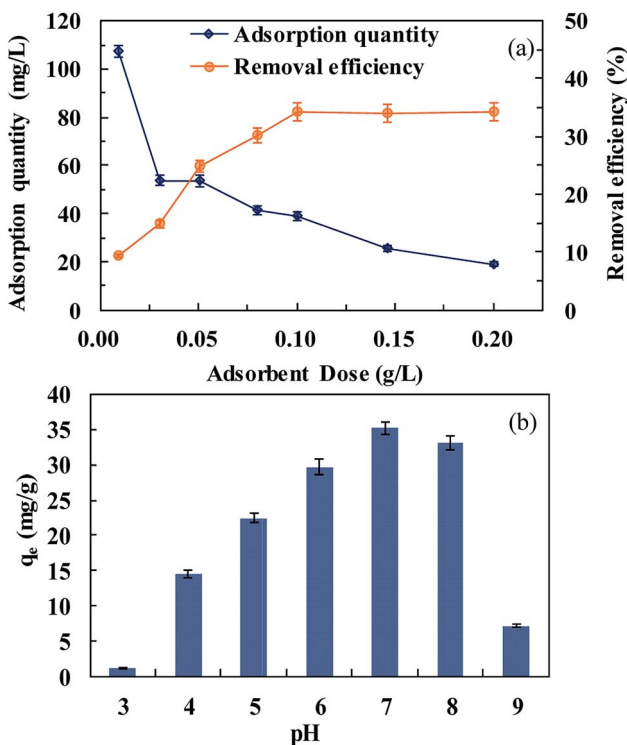 Adsorption quantity
Removal efficiency
(a)
Adsorption quantity (mg/L)
120
100
80
60
40
20
0
50
40
30
20
10
0
Removal efficiency (%)
0.00 0.05 0.10 0.15 0.20
Adsorbent Dose (g/L)
(b)
qe (mg/g)
40
35
30
25
20
15
10
5
0
3 4 5 6 7 8 9
pH